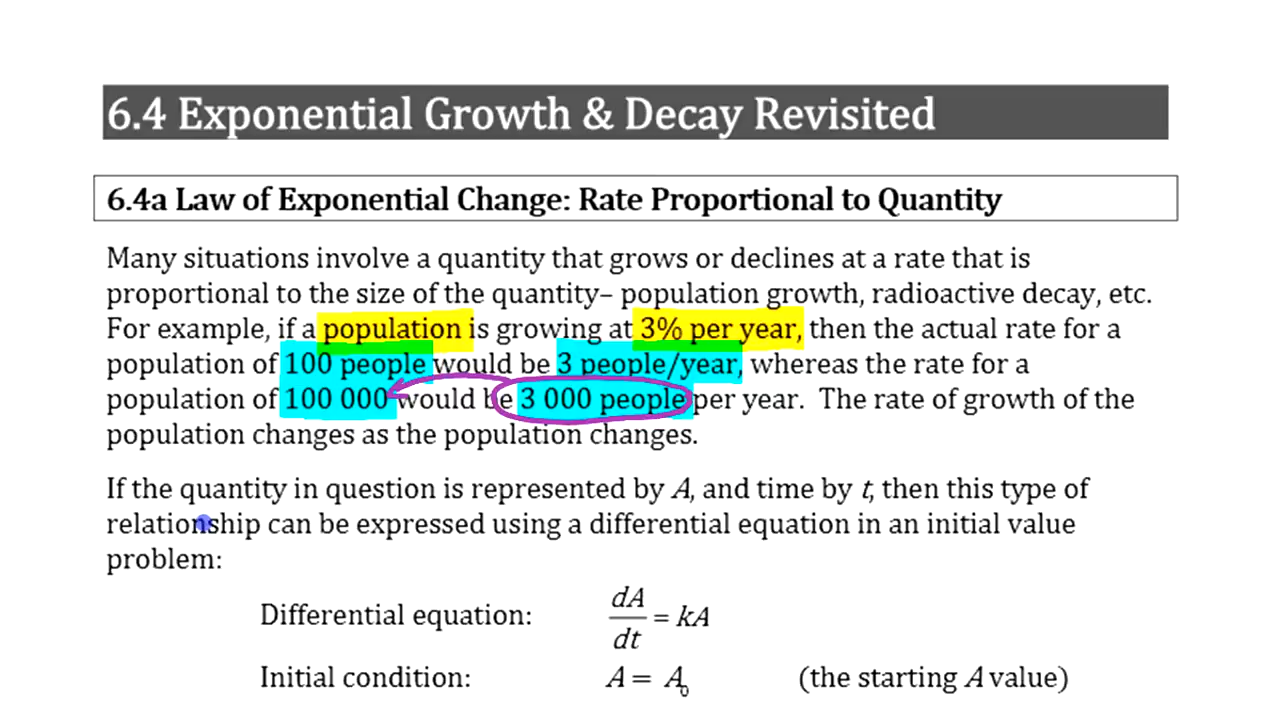 6.4 Exponential Growth & Decay Revisited
6.4a Law of Exponential Change: Rate Proportional to Quantity
Many situations involve a quantity that grows or declines at a rate that is
proportional to the size of the quantity– population growth, radioactive decay, etc.
For example, if a population is growing at 3% per year, then the actual rate for a
population of 100 people would be 3 people/year, whereas the rate for a
population of 100 000 would be 3 000 people per year. The rate of growth of the
population changes as the population changes.
If the quantity in question is represented by A, and time by t, then this type of
relationship can be expressed using a differential equation in an initial value
problem:
Differential equation: dA/dt = kA
Initial condition: A = A₀ (the starting A value)